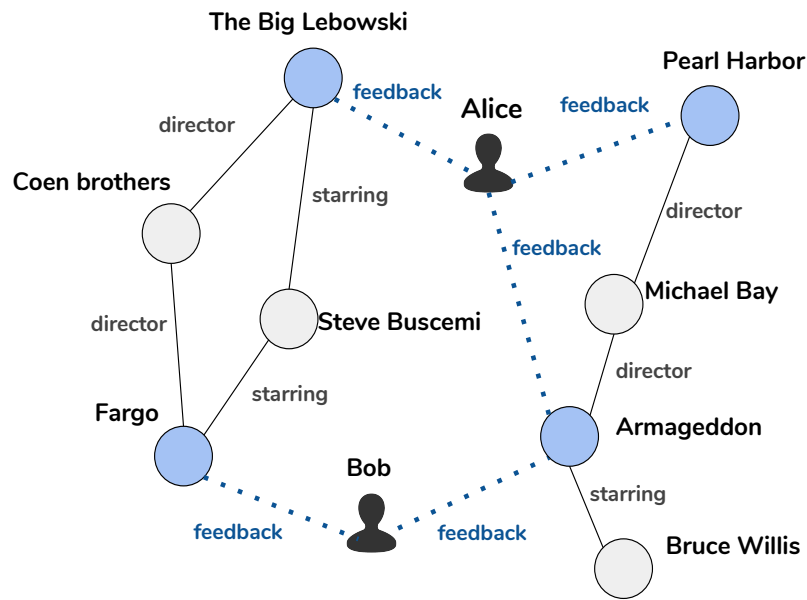 The Big Lebowski
Pearl Harbor
feedback
Alice
feedback
director
Coen brothers
starring
director
feedback
Michael Bay
director
Steve Buscemi
director
starring
Fargo
Armageddon
Bob
starring
feedback
feedback
Bruce Willis